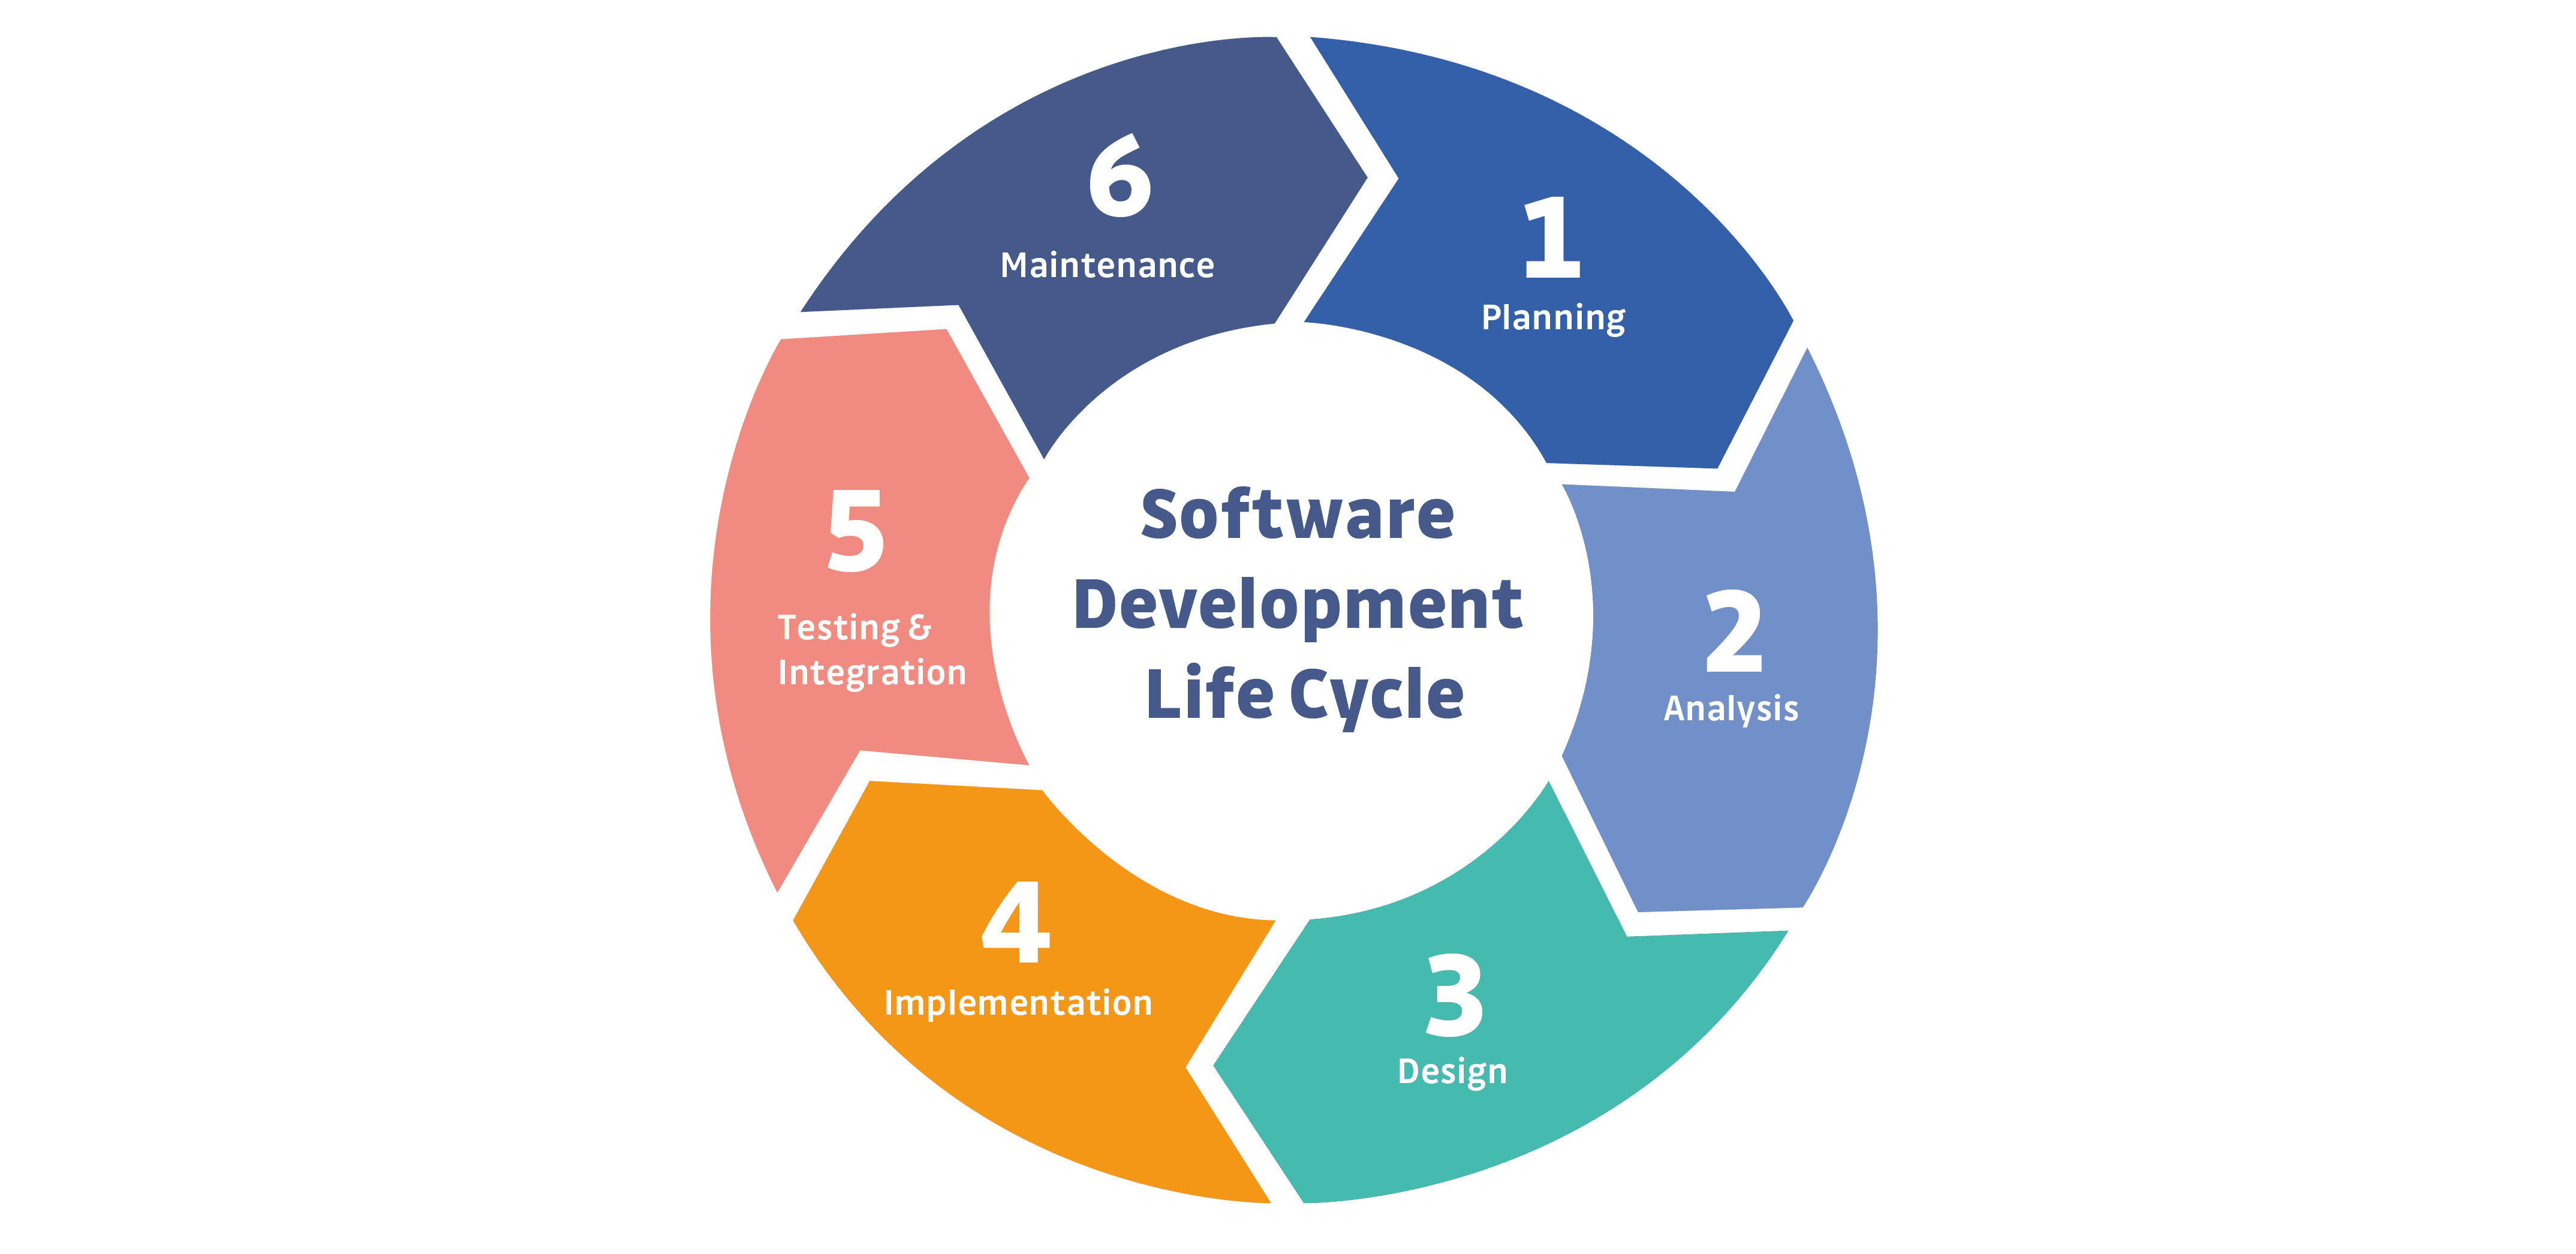 Software
Development
Life Cycle
1
Planning
2
Analysis
3
Design
4
Implementation
5
Testing &
Integration
6
Maintenance